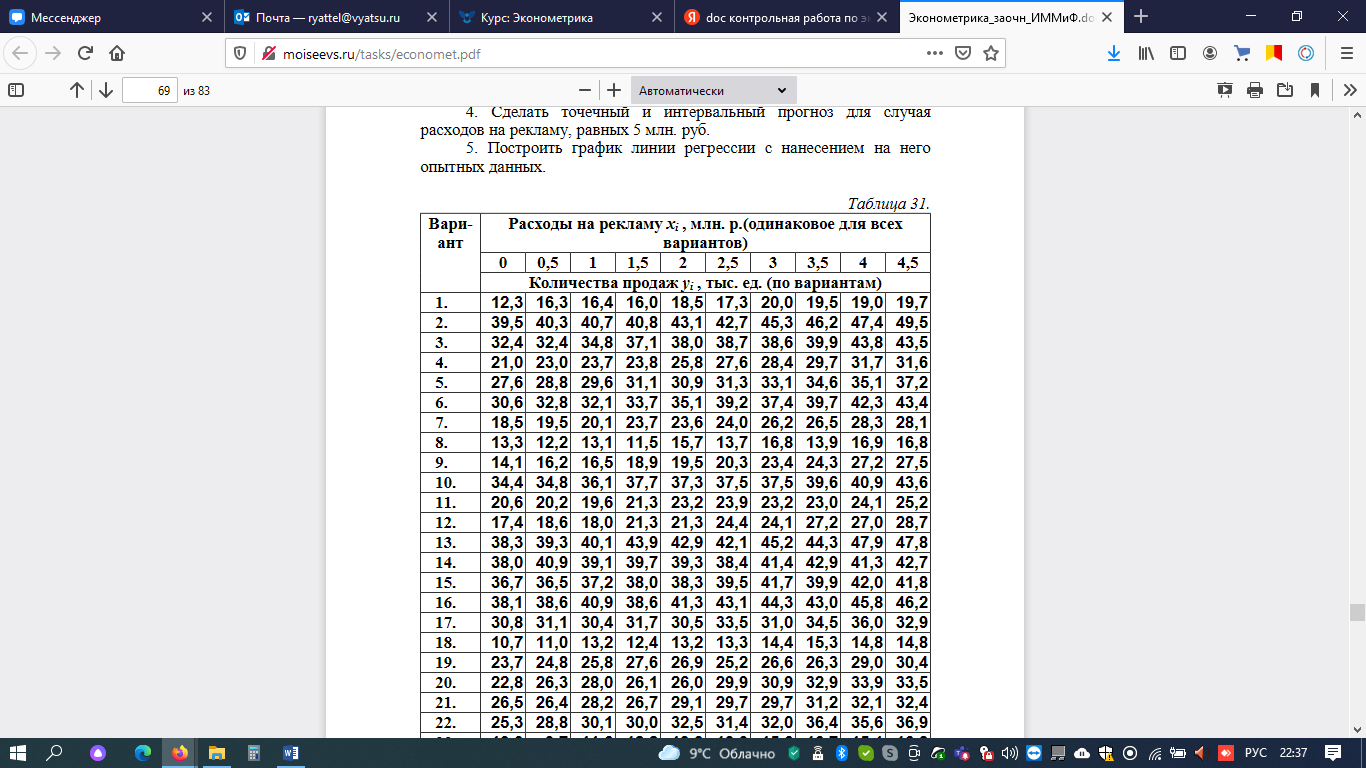 Мессенджер
Почта — ryattel@vyatsu.ru
Курс: Эконометрика
doc контрольная работа по э
Эконометрика_заочн_ИММиФ.do
moiseevs.ru/tasks/economet.pdf
69 из 83
Автоматически
4. Сделать точечный и интервальный прогноз для случая
расходов на рекламу, равных 5 млн. руб.
5. Построить график линии регрессии с нанесением на него
опытных данных.
Таблица 31.
Вари-
ант
Расходы на рекламу xi , млн. р.(одинаковое для всех
вариантов)
0 0,5 1 1,5 2 2,5 3 3,5 4 4,5
Количества продаж yi , тыс. ед. (по вариантам)
1. 12,3 16,3 16,4 16,0 18,5 17,3 20,0 19,5 19,0 19,7
2. 39,5 40,3 40,7 40,8 43,1 42,7 45,3 46,2 47,4 49,5
3. 32,4 32,4 34,8 37,1 38,0 38,7 38,6 39,9 43,8 43,5
4. 21,0 23,0 23,7 23,8 25,8 27,6 28,4 29,7 31,7 31,6
5. 27,6 28,8 29,6 31,1 30,9 31,3 33,1 34,6 35,1 37,2
6. 30,6 32,8 32,1 33,7 35,1 39,2 37,4 39,7 42,3 43,4
7. 18,5 19,5 20,1 23,7 23,6 24,0 26,2 26,5 28,3 28,1
8. 13,3 12,2 13,1 11,5 15,7 13,7 16,8 13,9 16,9 16,8
9. 14,1 16,2 16,5 18,9 19,5 20,3 23,4 24,3 27,2 27,5
10. 34,4 34,8 36,1 37,7 37,3 37,5 37,5 39,6 40,9 43,6
11. 20,6 20,2 19,6 21,3 23,2 23,9 23,2 23,0 24,1 25,2
12. 17,4 18,6 18,0 21,3 21,3 24,4 24,1 27,2 27,0 28,7
13. 38,3 39,3 40,1 43,9 42,9 42,1 45,2 44,3 47,9 47,8
14. 38,0 40,9 39,1 39,7 39,3 38,4 41,4 42,9 41,3 42,7
15. 36,7 36,5 37,2 38,0 38,3 39,5 41,7 39,9 42,0 41,8
16. 38,1 38,6 40,9 38,6 41,3 43,1 44,3 43,0 45,8 46,2
17. 30,8 31,1 30,4 31,7 30,5 33,5 31,0 34,5 36,0 32,9
18. 10,7 11,0 13,2 12,4 13,2 13,3 14,4 15,3 14,8 14,8
19. 23,7 24,8 25,8 27,6 26,9 25,2 26,6 26,3 29,0 30,4
20. 22,8 26,3 28,0 26,1 26,0 29,9 30,9 32,9 33,9 33,5
21. 26,5 26,4 28,2 26,7 29,1 29,7 29,7 31,2 32,1 32,4
22. 25,3 28,8 30,1 30,0 32,5 31,4 32,0 36,4 35,6 36,9
9°C Облачно
РУС 22:37